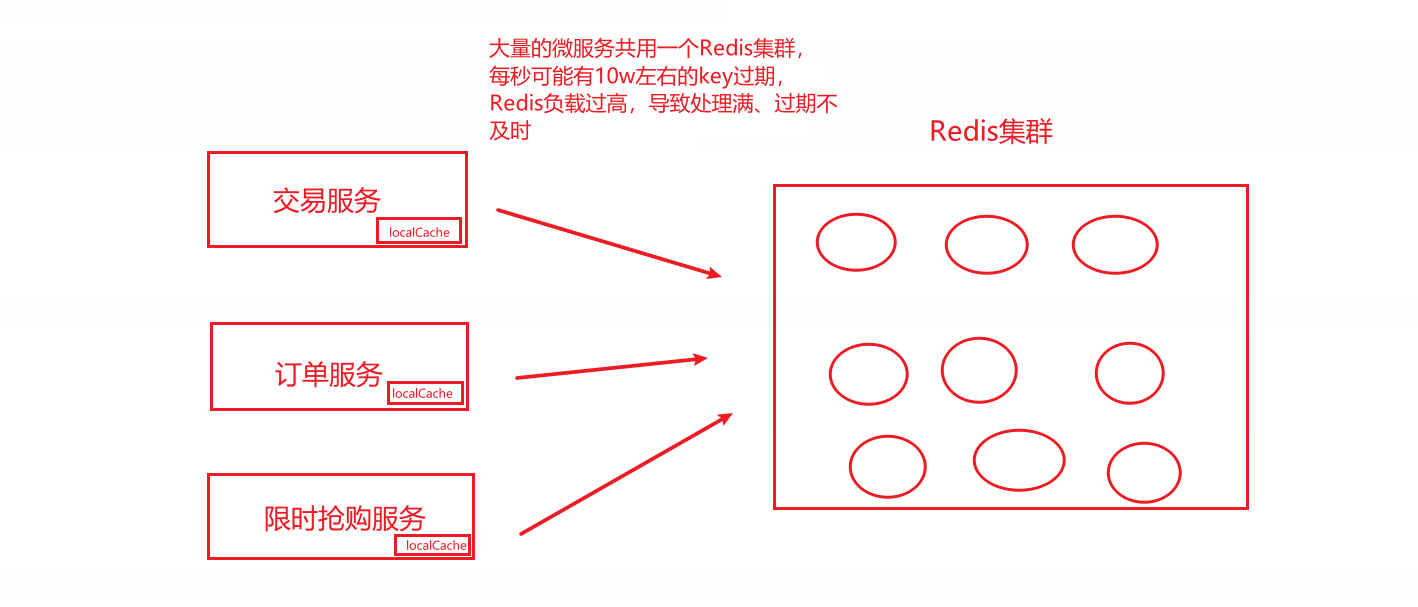 大量的微服务共用一个Redis集群，
每秒可能有10w左右的key过期，
Redis负载过高，导致处理满、过期不
及时
Redis集群
交易服务
localCache
订单服务
localCache
限时抢购服务
localCache